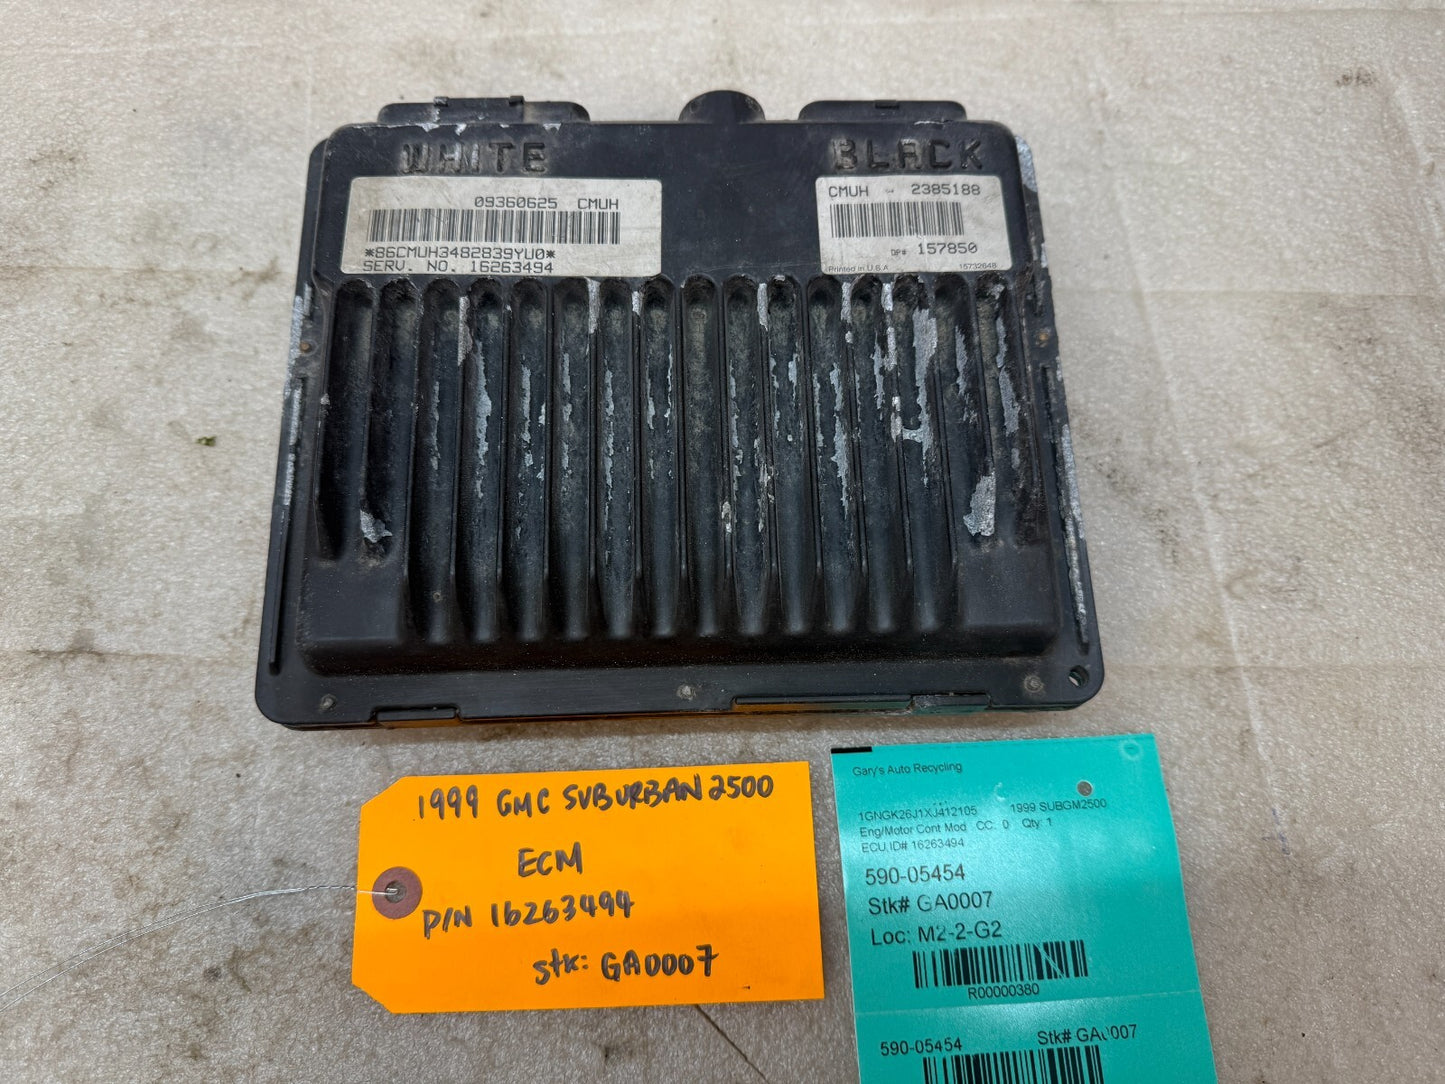 WHITE
BLACK
09360625 CMUH
*86CMUH3482839YU0*
SERV. NO. 16263494
CMUH 2385188
DP# 157850
Printed in U.S.A 15732648
1999 GMC SUBURBAN 2500
ECM
P/N 16263494
Stk: GA0007
Gary's Auto Recycling
1GNGK26J1XJ412105 1999 SUBGM2500
Eng/Motor Cont Mod CC: 0 Qty: 1
ECU,ID# 16263494
590-05454
Stk# GA0007
Loc: M2-2-G2
R00000380
590-05454 Stk# GA0007